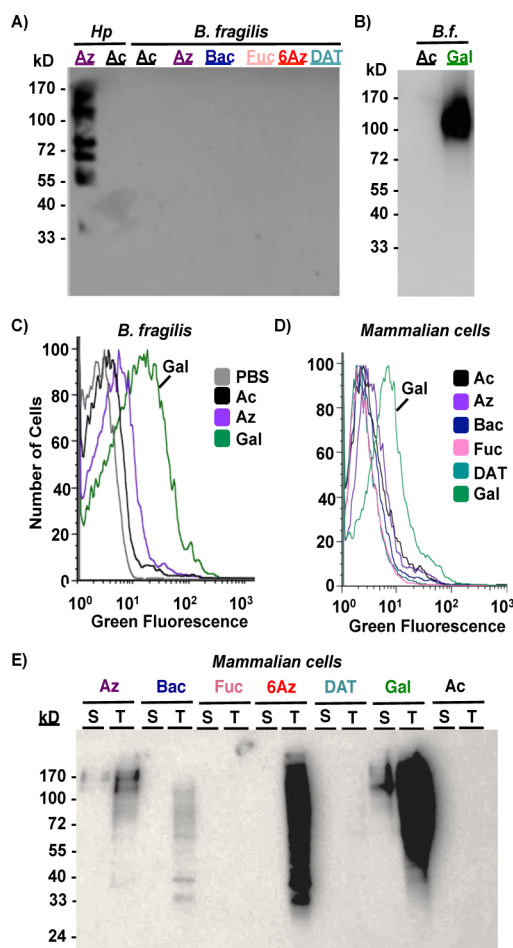 A)
Hp B. fragilis
Az Ac Ac Az Bac Fuc 6Az DAT
kD
170 -
100 -
72 -
55 -
40 -
33 -
B)
B.f.
Ac Gal
kD
170 -
100 -
72 -
55 -
40 -
33 -
C)
B. fragilis
Gal
PBS
Ac
Az
Gal
Number of Cells
100
80
60
40
20
0
10⁰ 10¹ 10² 10³
Green Fluorescence
D)
Mammalian cells
Gal
Ac
Az
Bac
Fuc
DAT
Gal
100
80
60
40
20
0
10⁰ 10¹ 10² 10³
Green Fluorescence
E)
Mammalian cells
Az Bac Fuc 6Az DAT Gal Ac
kD S T S T S T S T S T S T S T
170 -
100 -
72 -
55 -
40 -
33 -
24 -